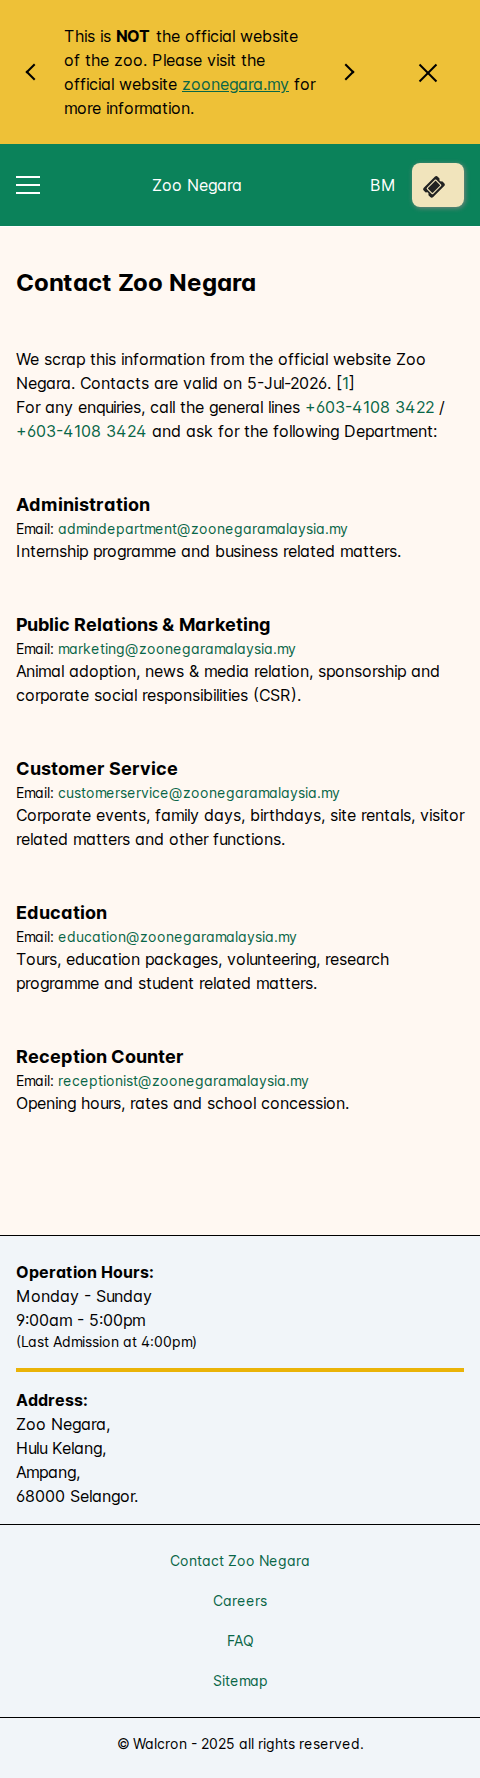 This is NOT the official website
of the zoo. Please visit the
official website zoonegara.my for
more information.
Zoo Negara
BM
Contact Zoo Negara
We scrap this information from the official website Zoo
Negara. Contacts are valid on 5-Jul-2026. [1]
For any enquiries, call the general lines +603-4108 3422 /
+603-4108 3424 and ask for the following Department:
Administration
Email: admindepartment@zoonegaramalaysia.my
Internship programme and business related matters.
Public Relations & Marketing
Email: marketing@zoonegaramalaysia.my
Animal adoption, news & media relation, sponsorship and
corporate social responsibilities (CSR).
Customer Service
Email: customerservice@zoonegaramalaysia.my
Corporate events, family days, birthdays, site rentals, visitor
related matters and other functions.
Education
Email: education@zoonegaramalaysia.my
Tours, education packages, volunteering, research
programme and student related matters.
Reception Counter
Email: receptionist@zoonegaramalaysia.my
Opening hours, rates and school concession.
Operation Hours:
Monday - Sunday
9:00am - 5:00pm
(Last Admission at 4:00pm)
Address:
Zoo Negara,
Hulu Kelang,
Ampang,
68000 Selangor.
Contact Zoo Negara
Careers
FAQ
Sitemap
© Walcron - 2025 all rights reserved.